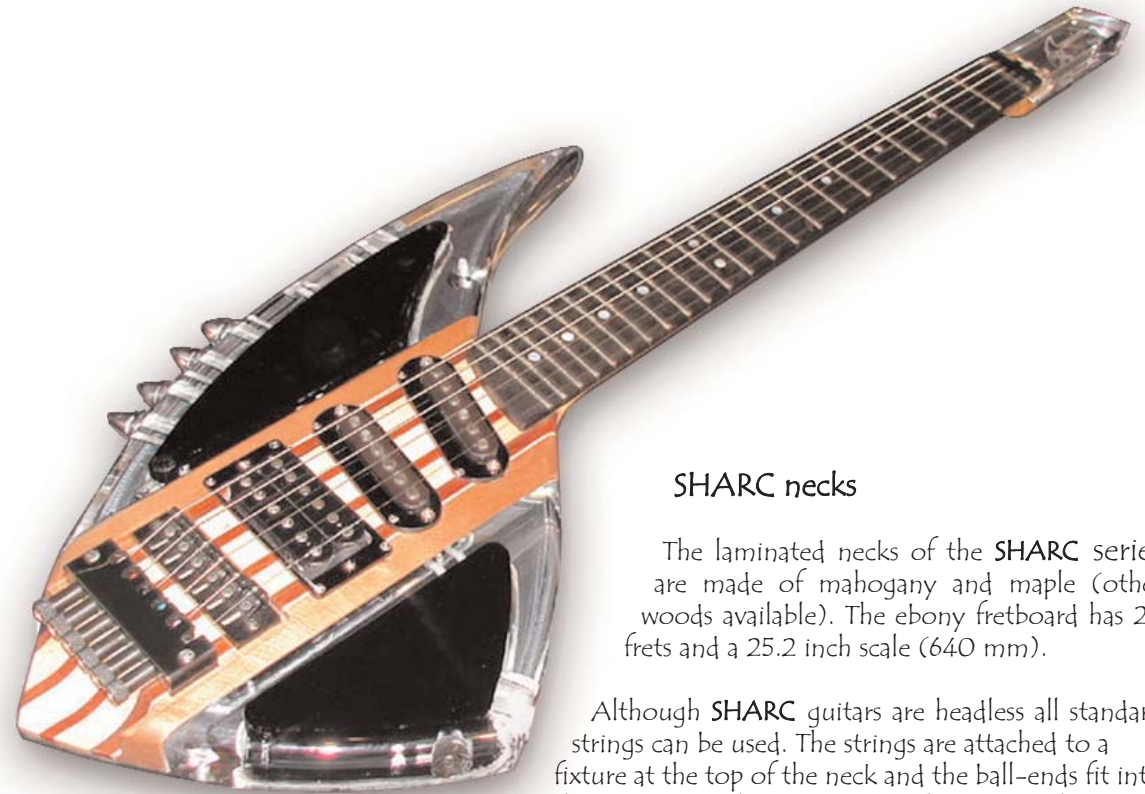 SHARC necks
The laminated necks of the SHARC serie
are made of mahogany and maple (oth
woods available). The ebony fretboard has 2
frets and a 25.2 inch scale (640 mm).
Although SHARC guitars are headless all standar
strings can be used. The strings are attached to a
fixture at the top of the neck and the ball-ends fit int